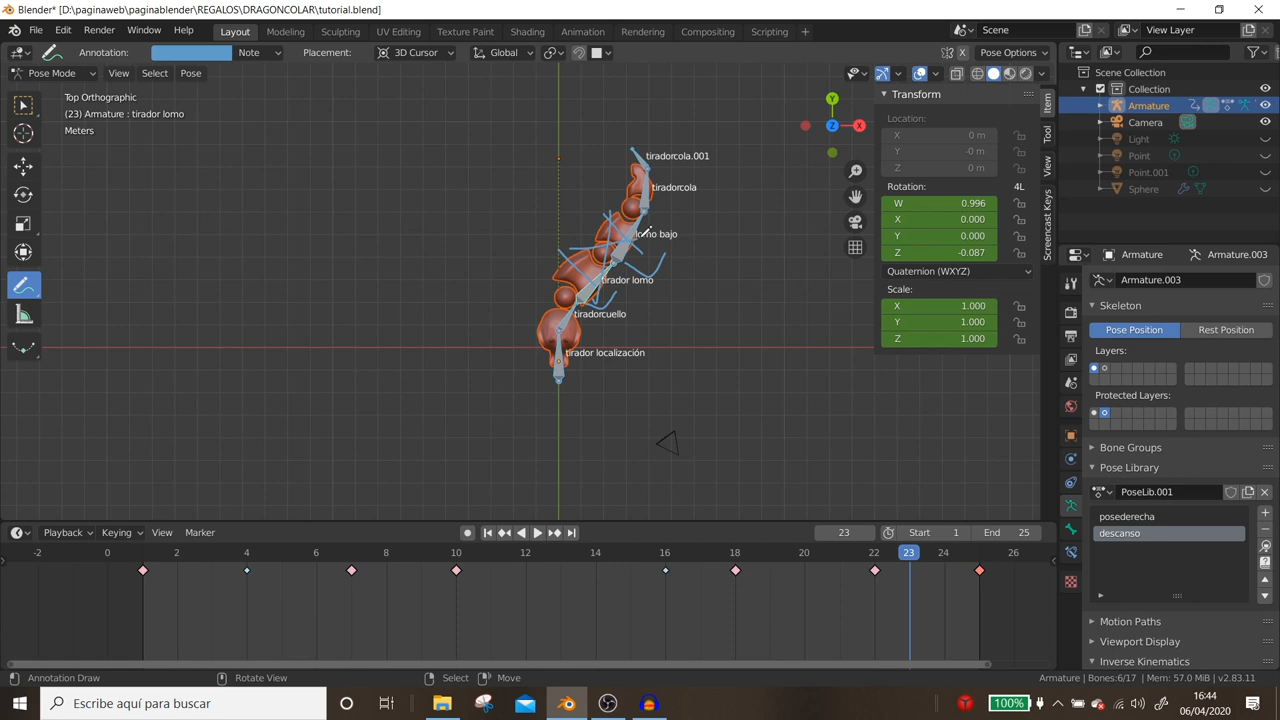 Blender* [D:\paginaweb\paginablender\REGALOS\DRAGONCOLAR\tutorial.blend]
File Edit Render Window Help Layout Modeling Sculpting UV Editing Texture Paint Shading Animation Rendering Compositing Scripting + Scene View Layer
Annotation: Note Placement: 3D Cursor Global X Pose Options
Pose Mode View Select Pose
Top Orthographic
(23) Armature : tirador lomo
Meters
Y
X
Z
tiradorcola.001
tiradorcola
no bajo
tirador lomo
tiradorcuello
tirador localización
Transform
Location:
X 0 m
Y -0 m
Z 0 m
Rotation: 4L
W 0.996
X 0.000
Y 0.000
Z -0.087
Quaternion (WXYZ)
Scale:
X 1.000
Y 1.000
Z 1.000
Item
Tool
View
Screencast Keys
Scene Collection
Collection
Armature
Camera
Light
Point
Point.001
Sphere
Armature Armature.003
Armature.003
Skeleton
Pose Position Rest Position
Layers:
Protected Layers:
Bone Groups
Pose Library
PoseLib.001
posederecha
descanso
Motion Paths
Viewport Display
Inverse Kinematics
Playback Keying View Marker 23 Start 1 End 25
-2 0 2 4 6 8 10 12 14 16 18 20 22 23 24 26
Annotation Draw Rotate View Select Move Armature | Bones:6/17 | Mem: 57.0 MiB | v2.83.11
Escribe aquí para buscar 100% 16:44
06/04/2020